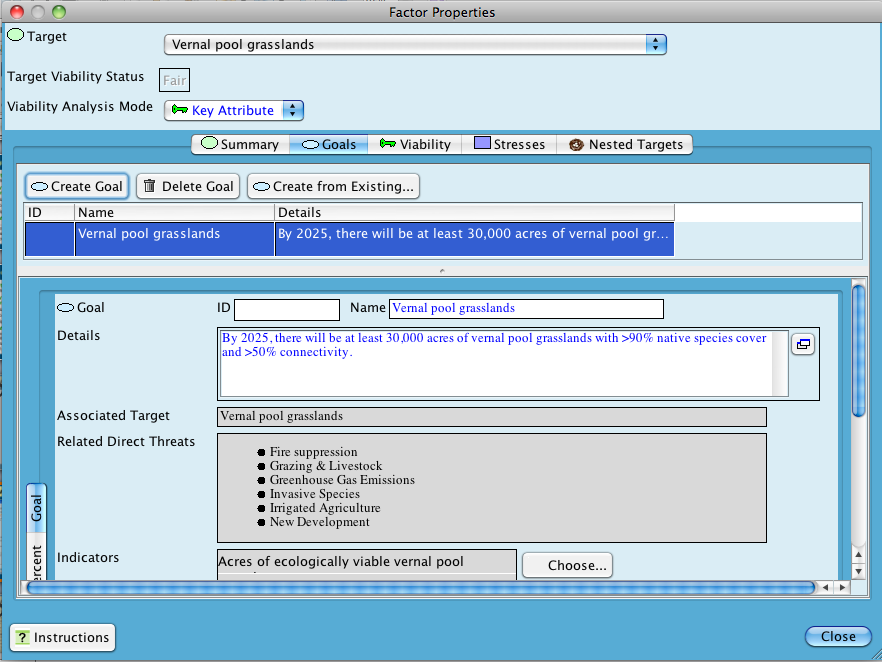 Factor Properties
Target
Vernal pool grasslands
Target Viability Status
Fair
Viability Analysis Mode
Key Attribute
Summary
Goals
Viability
Stresses
Nested Targets
Create Goal
Delete Goal
Create from Existing...
ID
Name
Details
Vernal pool grasslands
By 2025, there will be at least 30,000 acres of vernal pool gr...
Goal
ID
Name
Vernal pool grasslands
Details
By 2025, there will be at least 30,000 acres of vernal pool grasslands with >90% native species cover
and >50% connectivity.
Associated Target
Vernal pool grasslands
Related Direct Threats
Fire suppression
Grazing & Livestock
Greenhouse Gas Emissions
Invasive Species
Irrigated Agriculture
New Development
Goal
ercent
Indicators
Acres of ecologically viable vernal pool
Choose...
? Instructions
Close